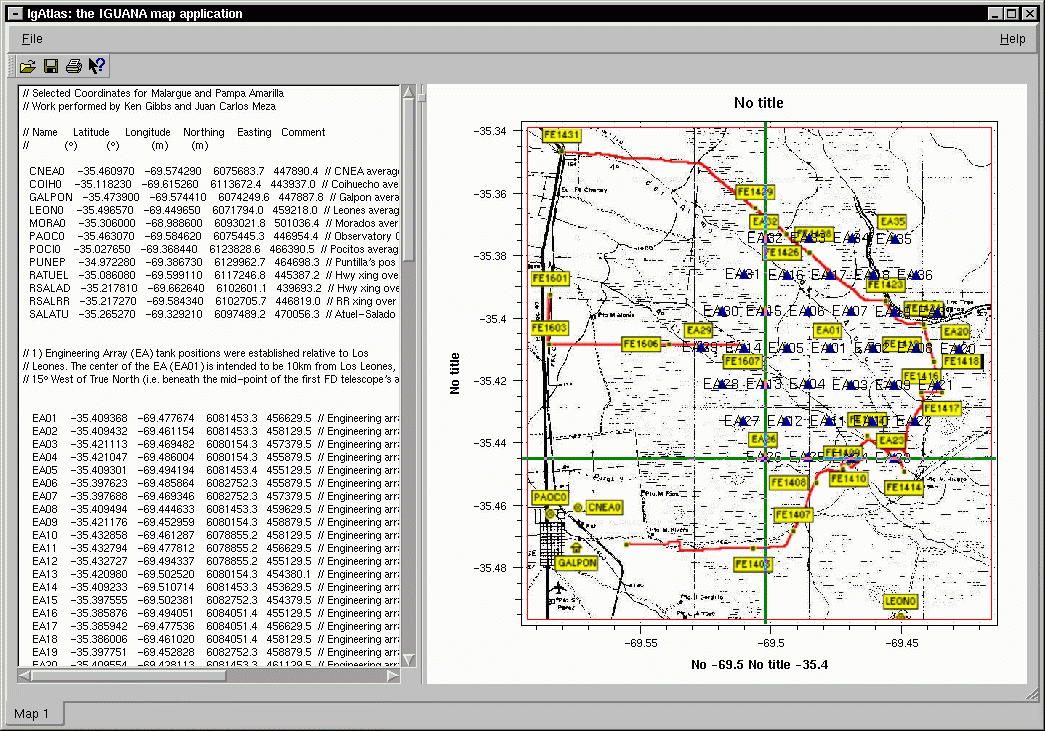 IgAtlas: the IGUANA map application
File
Help
// Selected Coordinates for Malargue and Pampa Amarilla
// Work performed by Ken Gibbs and Juan Carlos Meza
// Name Latitude Longitude Northing Easting Comment
// (°) (°) (m) (m)
CNEA0 −35.460970 −69.574290 6075683.7 447890.4 // CNEA averag
COIH0 −35.118230 −69.615260 6113672.4 443937.0 // Coihuecho ave
GALPON −35.473900 −69.574410 6074249.6 447887.8 // Galpon avera
LEON0 −35.496570 −69.449650 6071794.0 459218.0 // Leones averag
MORA0 −35.306000 −68.988600 6093021.8 501036.4 // Morados aver
PAOC0 −35.463070 −69.584620 6075445.3 446954.4 // Observatory (
POCI0 −35.027650 −69.368440 6123828.6 466390.5 // Pocitos averag
PUNEP −34.972280 −69.386730 6129962.7 464698.3 // Puntilla's pos
RATUEL −35.086080 −69.599110 6117246.8 445387.2 // Hwy xing over
RSALAD −35.217810 −69.662640 6102601.1 439693.2 // Hwy xing over
RSALRR −35.217270 −69.584340 6102705.7 446819.0 // RR xing over
SALATU −35.265270 −69.329210 6097489.2 470056.3 // Atuel−Salado
// 1) Engineering Array (EA) tank positions were established relative to Los
// Leones. The center of the EA (EA01) is intended to be 10km from Los Leones,
// 15° West of True North (i.e. beneath the mid−point of the first FD telescope's a
EA01 −35.409368 −69.477674 6081453.3 456629.5 // Engineering arr
EA02 −35.409432 −69.461154 6081453.3 458129.5 // Engineering arr
EA03 −35.421113 −69.469482 6080154.3 457379.5 // Engineering arr
EA04 −35.421047 −69.486004 6080154.3 455879.5 // Engineering arr
EA05 −35.409301 −69.494194 6081453.4 455129.5 // Engineering arr
EA06 −35.397623 −69.485864 6082752.3 455879.5 // Engineering arr
EA07 −35.397688 −69.469346 6082752.3 457379.5 // Engineering arr
EA08 −35.409494 −69.444633 6081453.3 459629.5 // Engineering arr
EA09 −35.421176 −69.452959 6080154.3 458879.5 // Engineering arr
EA10 −35.432858 −69.461287 6078855.2 458129.5 // Engineering arr
EA11 −35.432794 −69.477812 6078855.2 456629.5 // Engineering arr
EA12 −35.432727 −69.494337 6078855.2 455129.5 // Engineering arr
EA13 −35.420980 −69.502520 6080154.3 454380.1 // Engineering arr
EA14 −35.409233 −69.510714 6081453.3 453629.5 // Engineering arr
EA15 −35.397555 −69.502381 6082752.3 454379.5 // Engineering arr
EA16 −35.385876 −69.494051 6084051.4 455129.5 // Engineering arr
EA17 −35.385942 −69.477536 6084051.4 456629.5 // Engineering arr
EA18 −35.386006 −69.461020 6084051.4 458129.5 // Engineering arr
EA19 −35.397751 −69.452828 6082752.3 458879.5 // Engineering arr
EA20 −35.409554 −69.428113 6081453.3 461129.5 // Engineering arr
No title
−35.34
−35.36
−35.38
−35.4
−35.42
−35.44
−35.46
−35.48
No title
FE1431
FE1429
EA32
EA35
EA34 EA35
FE1426
EA31 EA16 EA17 EA18 EA36
FE1601
FE1423
EA30 EA15 EA06 EA07
FE1603
EA29
EA01
EA20
FE1606
EA14 EA05 EA01 EA02
FE1607
FE1418
FE1416
EA28 EA13 EA04 EA03 EA09 EA21
FE1417
EA27 EA12 EA11 EA22
EA26
EA23
FE1409
FE1408
FE1410
FE1414
PAOC0
CNEA0
FE1407
GALPON
LEON0
−69.55
−69.5
−69.45
No −69.5 No title −35.4
Map 1